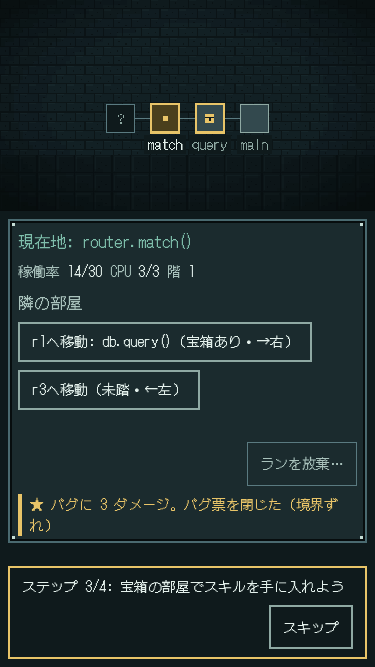 ?
match query main
現在地: router.match()
稼働率 14/30 CPU 3/3 階 1
隣の部屋
r1へ移動: db.query() (宝箱あり・→右)
r3へ移動 (未踏・←左)
ランを放棄…
★ バグに 3 ダメージ。バグ票を閉じた (境界ず
れ)
ステップ 3/4: 宝箱の部屋でスキルを手に入れよう
スキップ